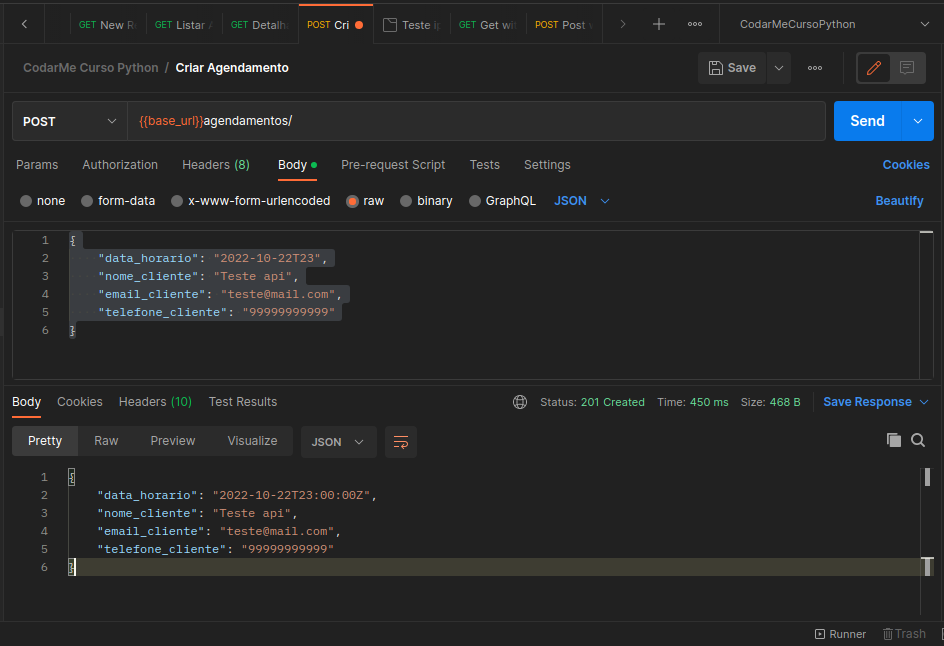 GET New R
GET Listar A
GET Detalh
POST Cri
Teste ip
GET Get wit
POST Post v
CodarMeCursoPython
CodarMe Curso Python / Criar Agendamento
Save
POST
{{base_url}}agendamentos/
Send
Params Authorization Headers (8) Body Pre-request Script Tests Settings Cookies
none form-data x-www-form-urlencoded raw binary GraphQL JSON Beautify
1 {
2 "data_horario": "2022-10-22T23",
3 "nome_cliente": "Teste api",
4 "email_cliente": "teste@mail.com",
5 "telefone_cliente": "99999999999"
6 }
Body Cookies Headers (10) Test Results Status: 201 Created Time: 450 ms Size: 468 B Save Response
Pretty Raw Preview Visualize JSON
1 {
2 "data_horario": "2022-10-22T23:00:00Z",
3 "nome_cliente": "Teste api",
4 "email_cliente": "teste@mail.com",
5 "telefone_cliente": "99999999999"
6 }
Runner Trash